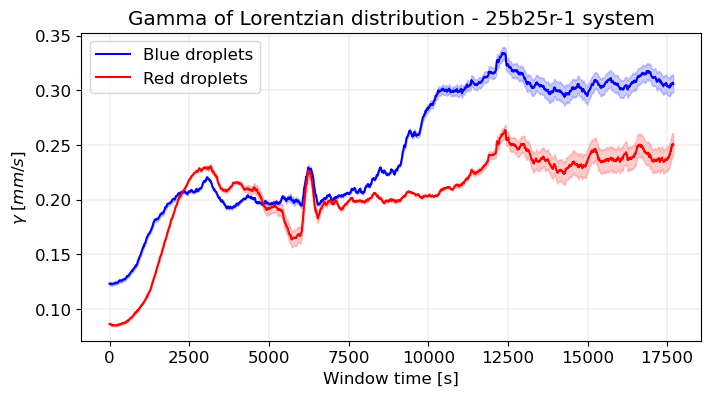 Gamma of Lorentzian distribution - 25b25r-1 system
Blue droplets
Red droplets
0.35
0.30
0.25
0.20
0.15
0.10
γ [mm/s]
0 2500 5000 7500 10000 12500 15000 17500
Window time [s]